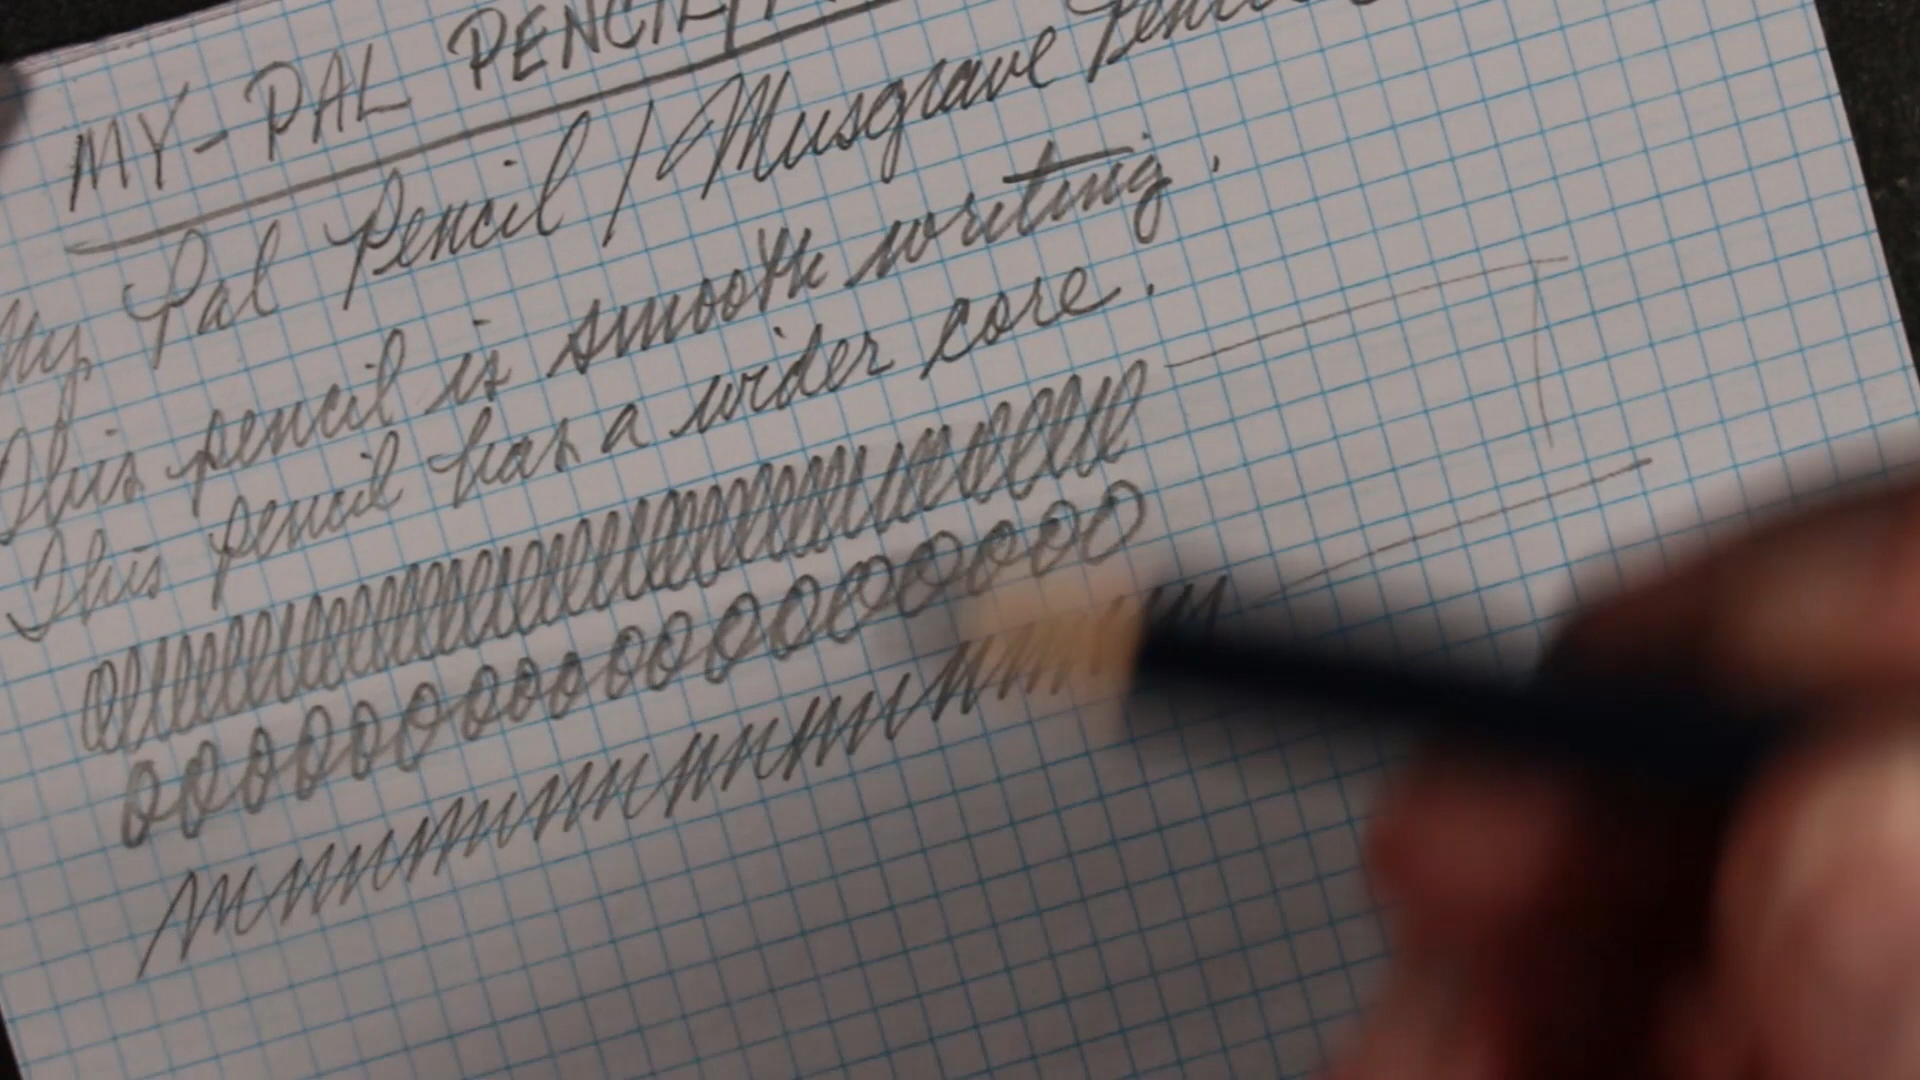 MY-PAL PENCIL
My Pal Pencil / Musgrave Pencil
This pencil is smooth writing.
This pencil has a wider core.